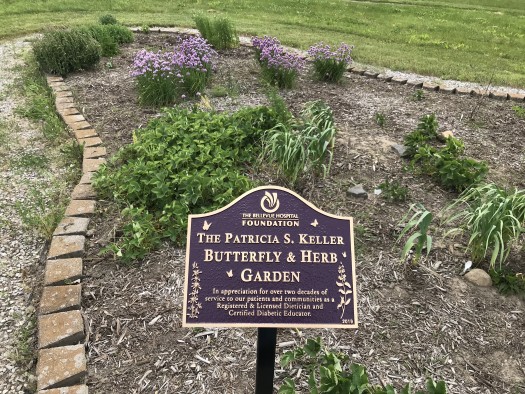 The Bellevue Hospital
Foundation
The Patricia S. Keller
Butterfly & Herb
Garden
In appreciation for over two decades of
service to our patients and communities as a
Registered & Licensed Dietician and
Certified Diabetic Educator.
2019